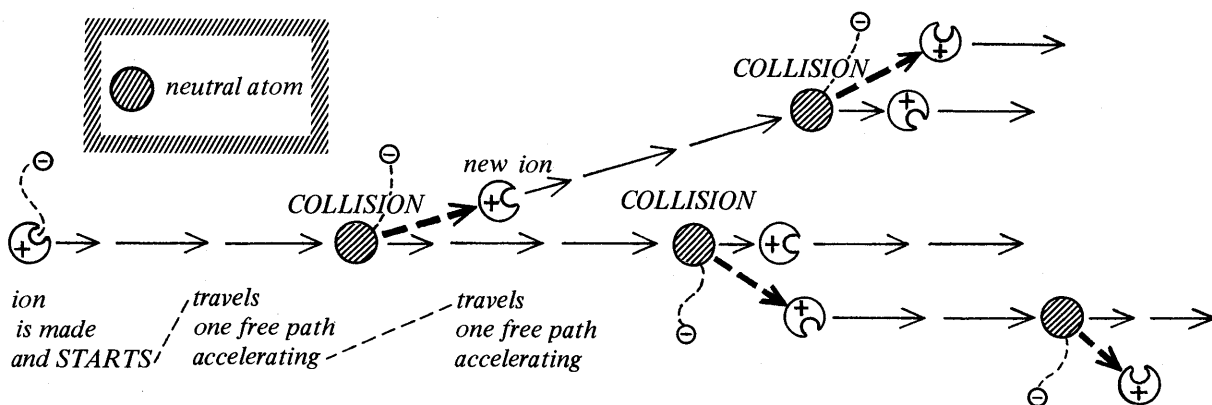 neutral atom
COLLISION
new ion
COLLISION
COLLISION
ion
is made
and STARTS
travels
one free path
accelerating
travels
one free path
accelerating